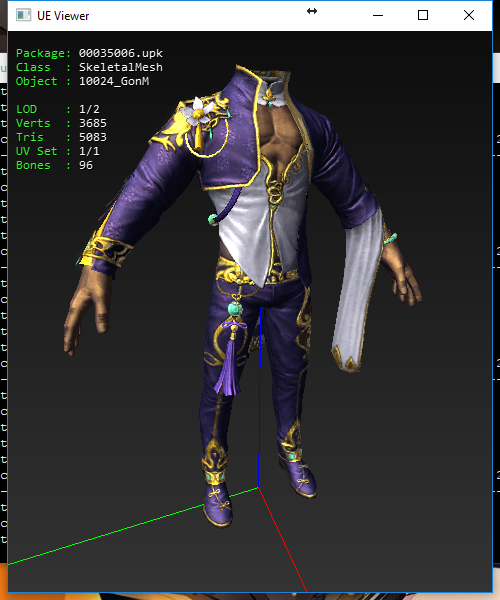 UE Viewer
Package: 00035006.upk
Class : SkeletalMesh
Object : 10024_GonM
LOD : 1/2
Verts : 3685
Tris : 5083
UV Set : 1/1
Bones : 96